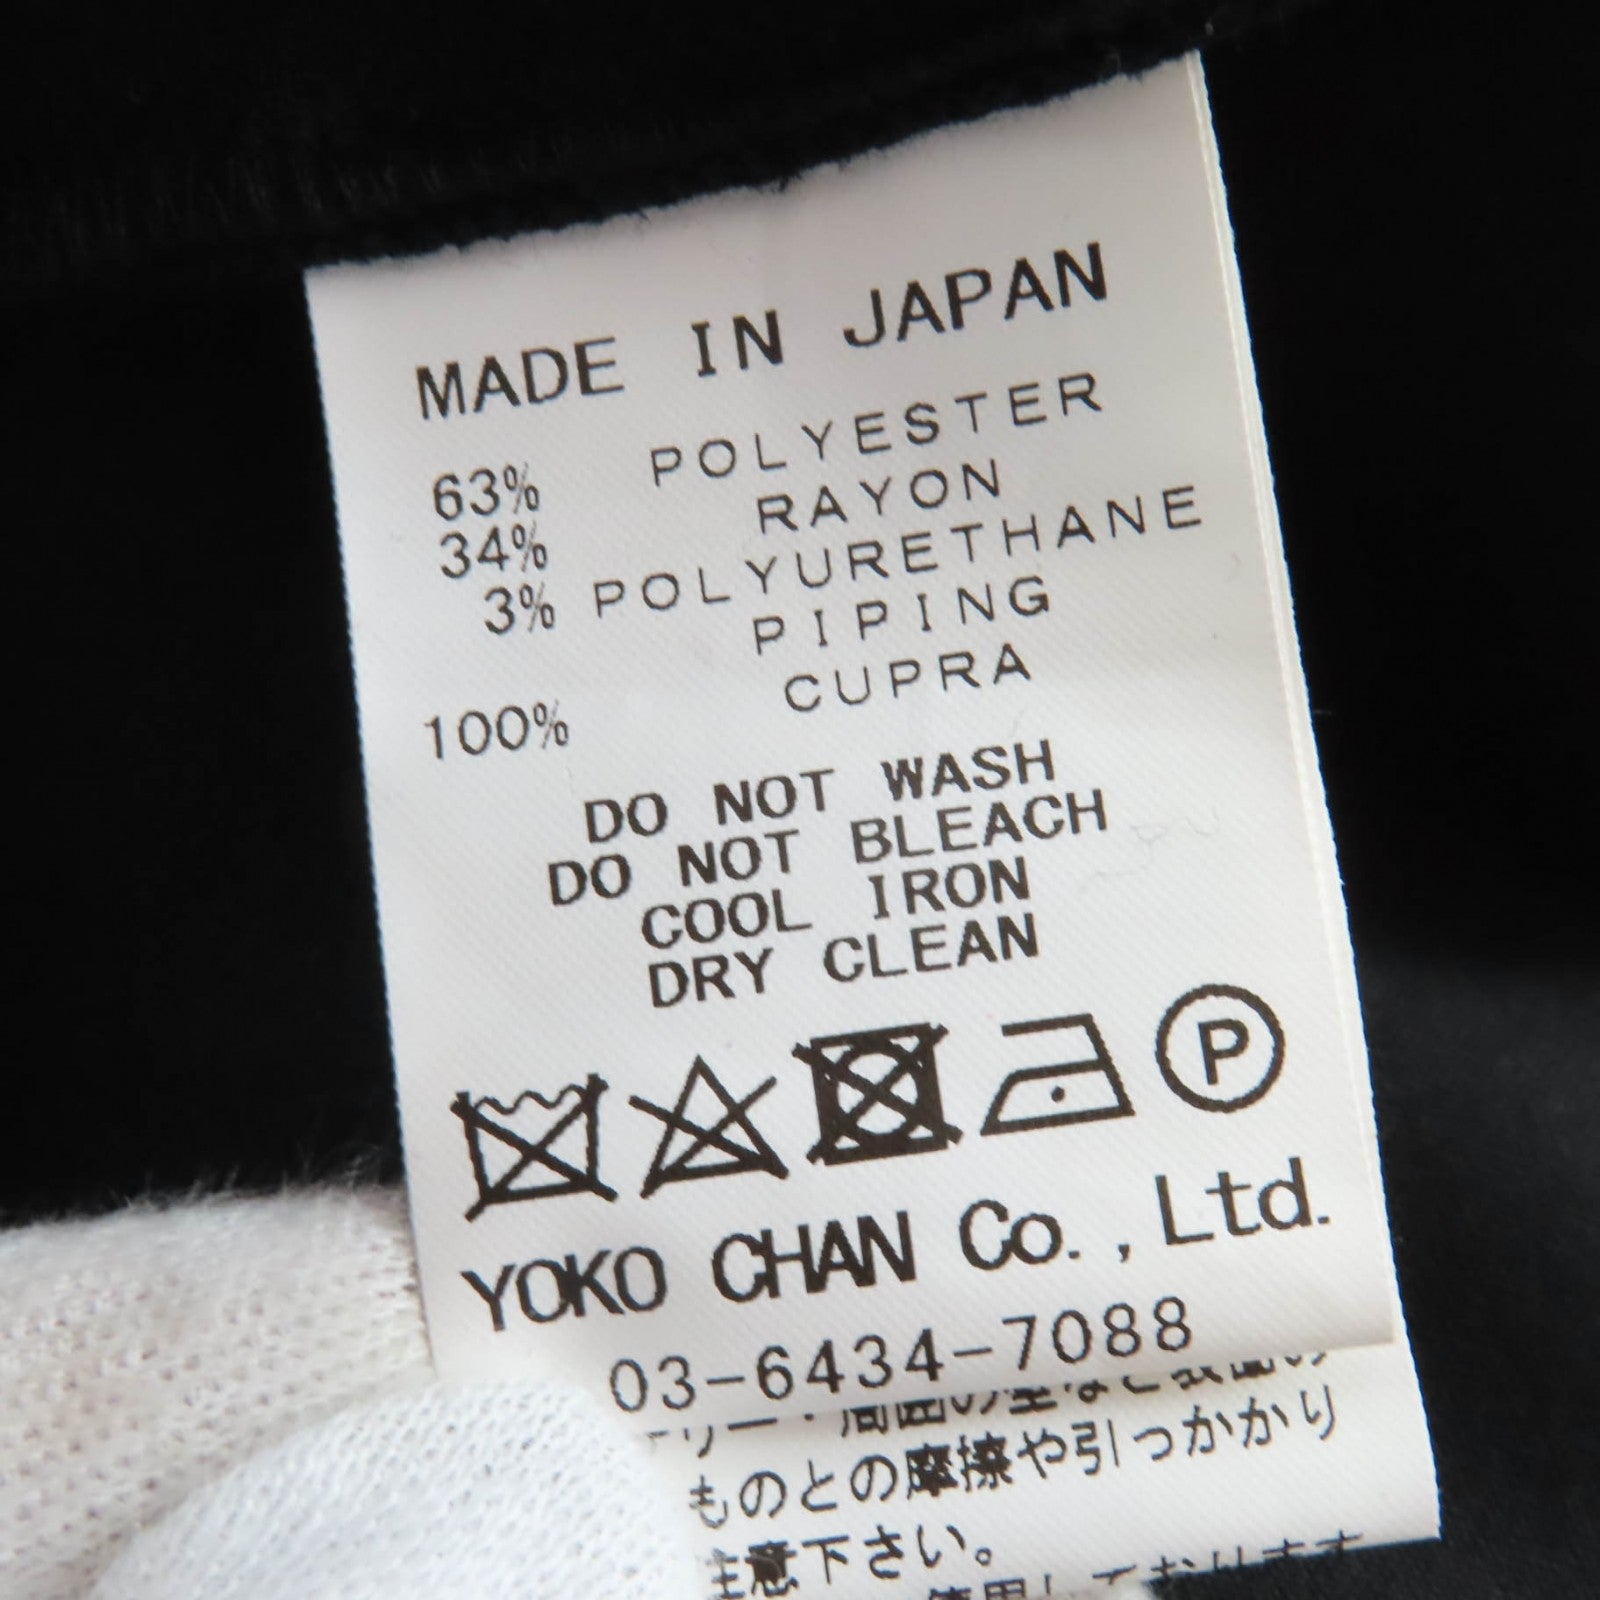 MADE IN JAPAN
63% POLYESTER
34% RAYON
3% POLYURETHANE
PIPING
100% CUPRA
DO NOT WASH
DO NOT BLEACH
COOL IRON
DRY CLEAN
P
YOKO CHAN Co., Ltd.
03-6434-7088
ものとの摩擦や引っかかり
注意下さい。